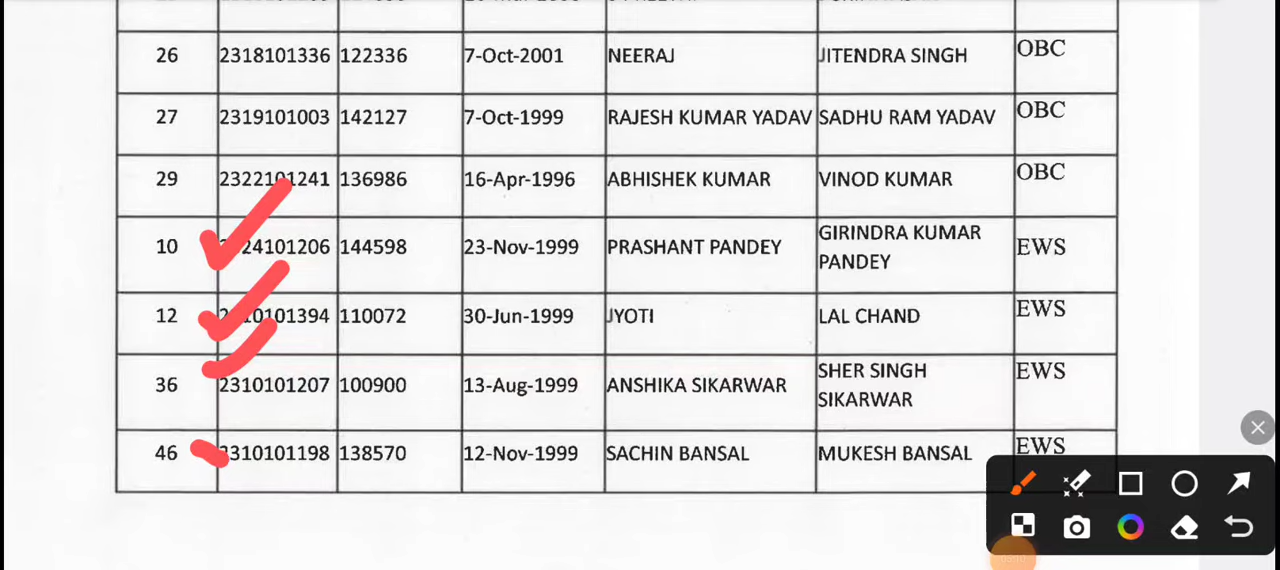 26 2318101336 122336 7-Oct-2001 NEERAJ JITENDRA SINGH OBC
27 2319101003 142127 7-Oct-1999 RAJESH KUMAR YADAV SADHU RAM YADAV OBC
29 2322101241 136986 16-Apr-1996 ABHISHEK KUMAR VINOD KUMAR OBC
10 24101206 144598 23-Nov-1999 PRASHANT PANDEY GIRINDRA KUMAR
PANDEY EWS
12 0101394 110072 30-Jun-1999 JYOTI LAL CHAND EWS
36 2310101207 100900 13-Aug-1999 ANSHIKA SIKARWAR SHER SINGH
SIKARWAR EWS
46 2310101198 138570 12-Nov-1999 SACHIN BANSAL MUKESH BANSAL EWS